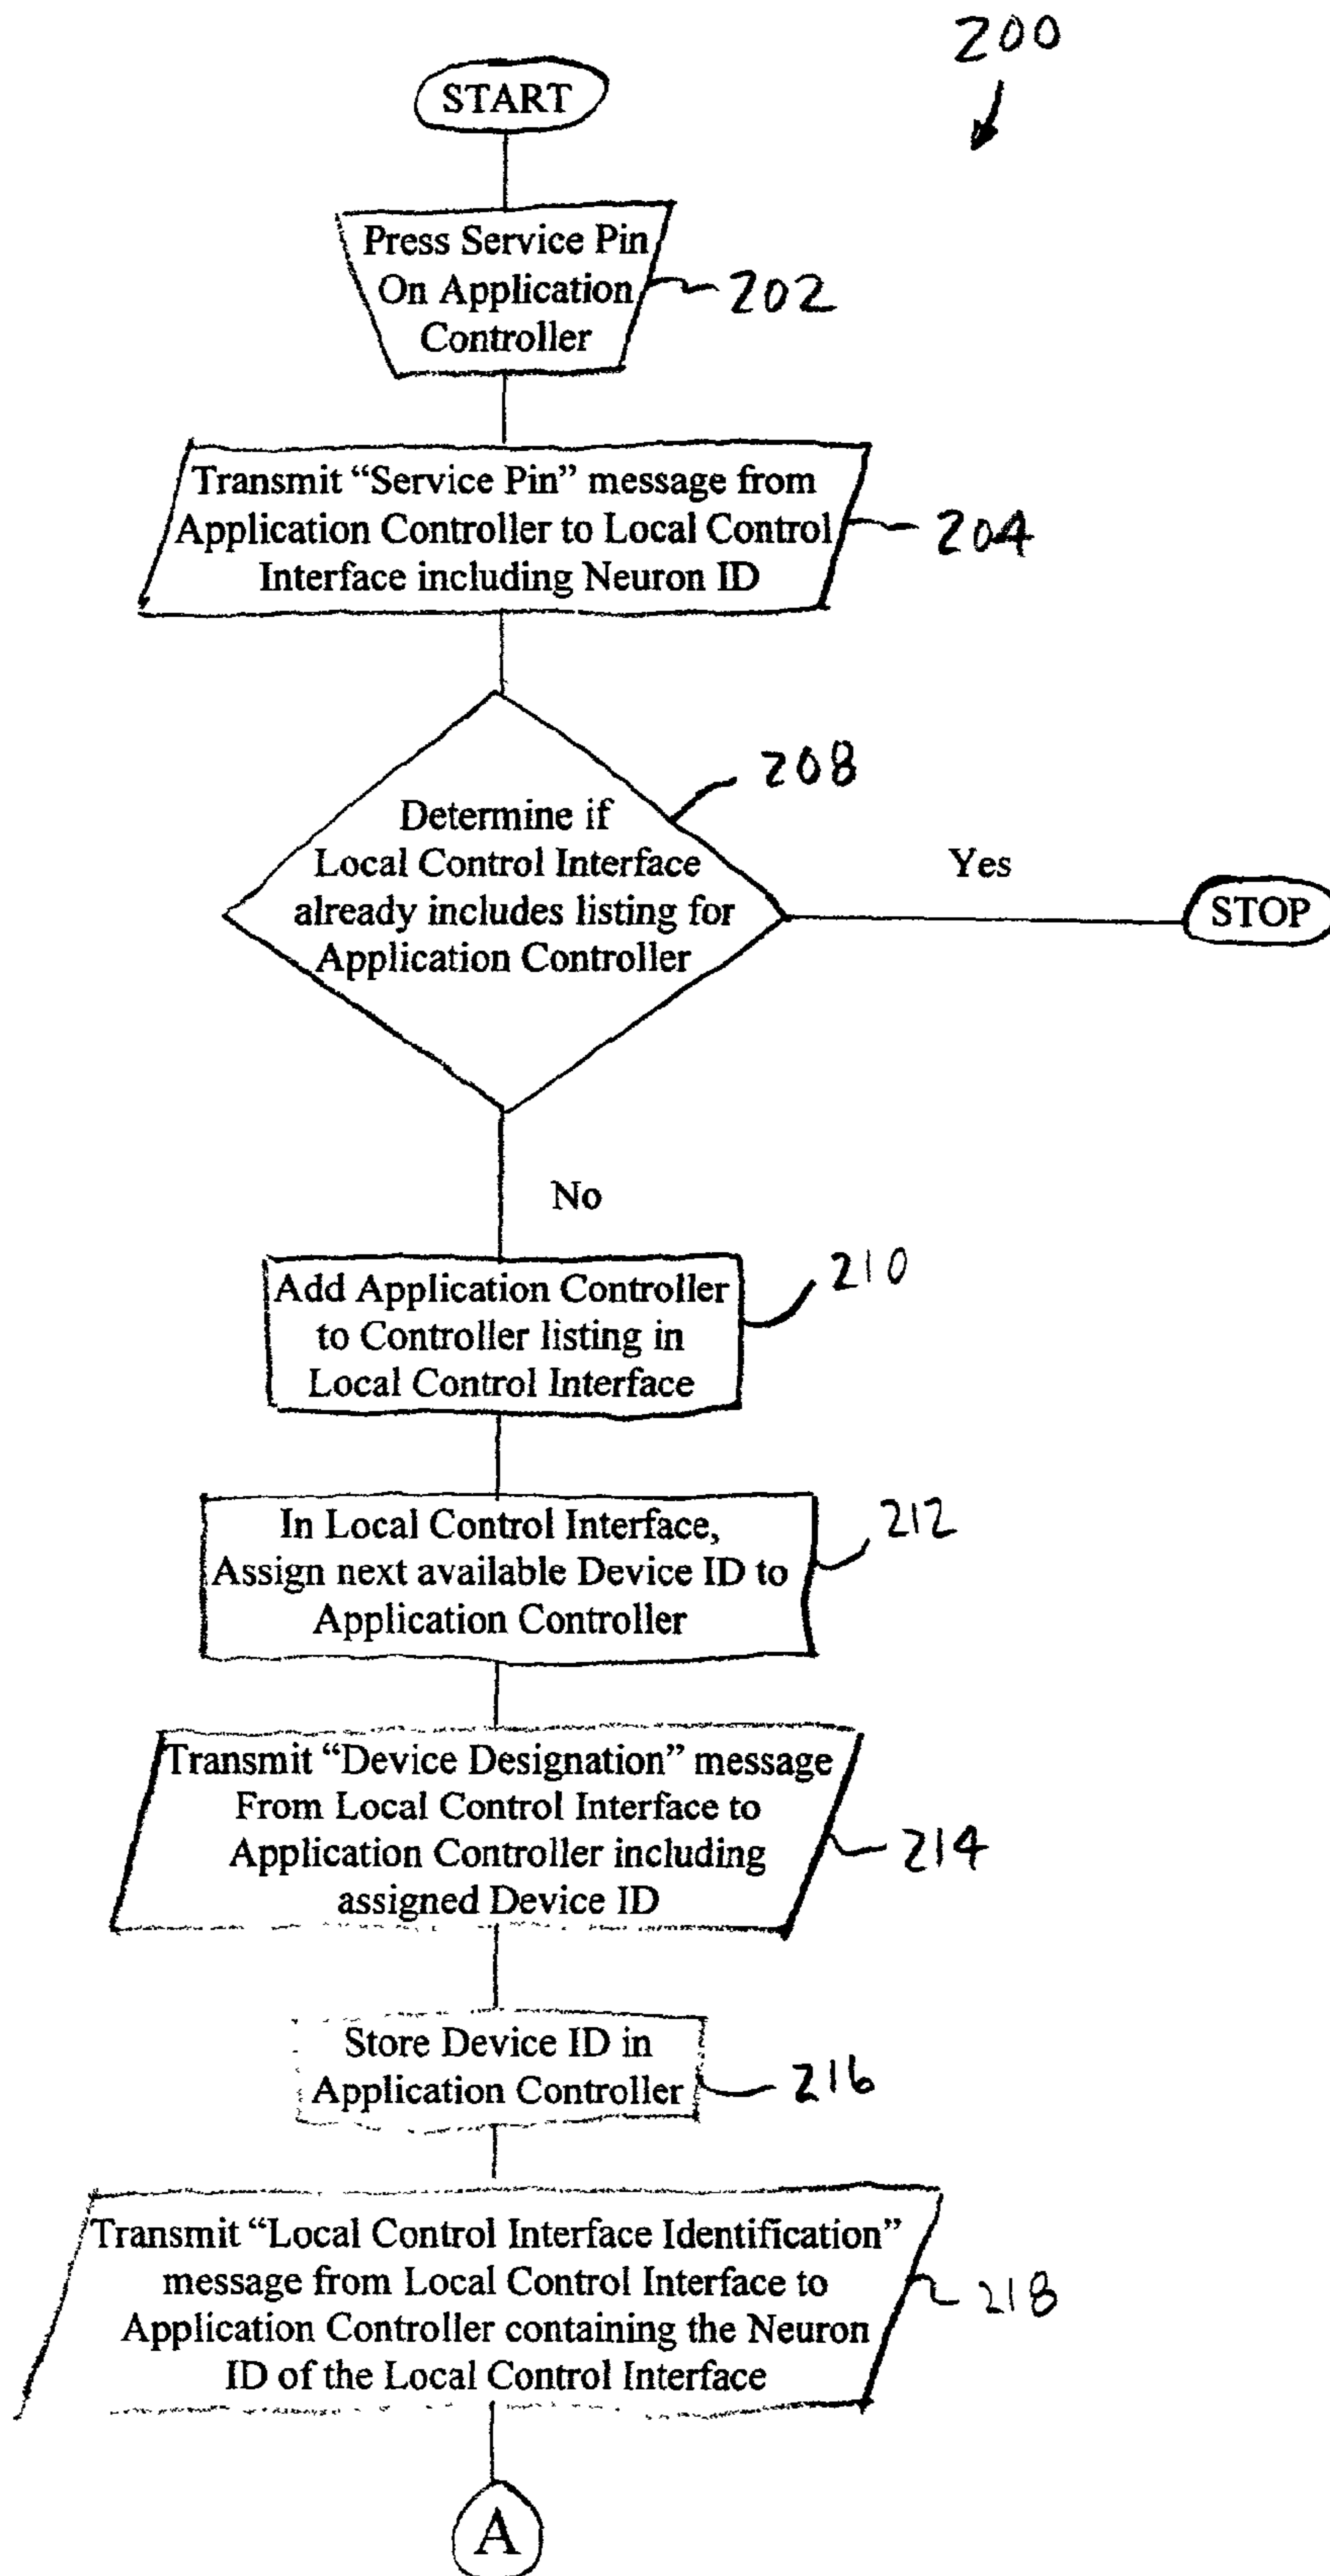 200
START
Press Service Pin
On Application
Controller
202
Transmit “Service Pin” message from
Application Controller to Local Control
Interface including Neuron ID
204
208
Determine if
Local Control Interface
already includes listing for
Application Controller
Yes
STOP
No
Add Application Controller
to Controller listing in
Local Control Interface
210
In Local Control Interface,
Assign next available Device ID to
Application Controller
212
Transmit “Device Designation” message
From Local Control Interface to
Application Controller including
assigned Device ID
214
Store Device ID in
Application Controller
216
Transmit “Local Control Interface Identification”
message from Local Control Interface to
Application Controller containing the Neuron
ID of the Local Control Interface
218
A